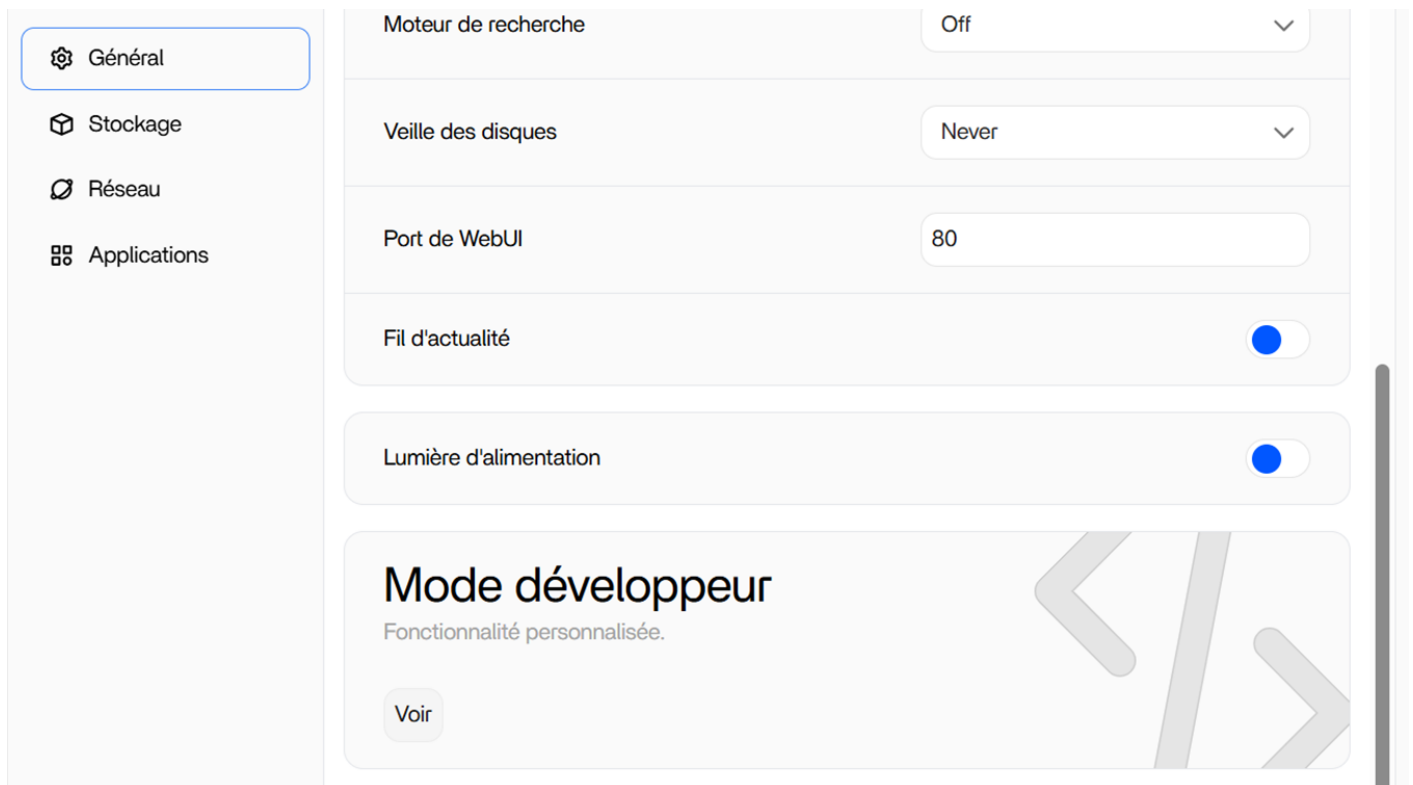 Général
Stockage
Réseau
Applications
Moteur de recherche
Off
Veille des disques
Never
Port de WebUI
80
Fil d'actualité
Lumière d'alimentation
Mode développeur
Fonctionnalité personnalisée.
Voir